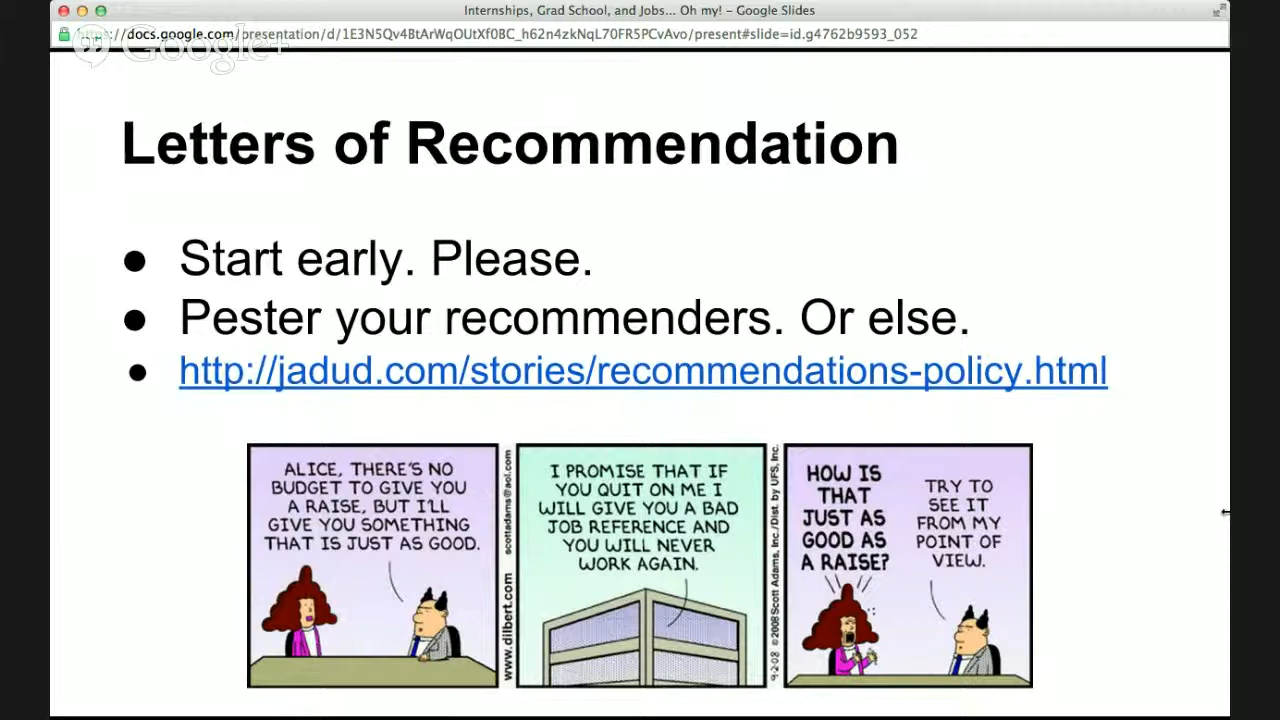 Internships, Grad School, and Jobs... Oh my! – Google Slides
https://docs.google.com/presentation/d/1E3N5Qv4BtArWqOUtXf0BC_h62n4zkNqL70FR5PCvAvo/present#slide=id.g4762b9593_052
Google+
Letters of Recommendation
● Start early. Please.
● Pester your recommenders. Or else.
● http://jadud.com/stories/recommendations-policy.html
ALICE, THERE'S NO
BUDGET TO GIVE YOU
A RAISE, BUT I'LL
GIVE YOU SOMETHING
THAT IS JUST AS GOOD.
www.dilbert.com scottadams@aol.com
I PROMISE THAT IF
YOU QUIT ON ME I
WILL GIVE YOU A BAD
JOB REFERENCE AND
YOU WILL NEVER
WORK AGAIN.
9-2-08 ©2008 Scott Adams, Inc./Dist. by UFS, Inc.
HOW IS
THAT
JUST AS
GOOD AS
A RAISE?
TRY TO
SEE IT
FROM MY
POINT OF
VIEW.